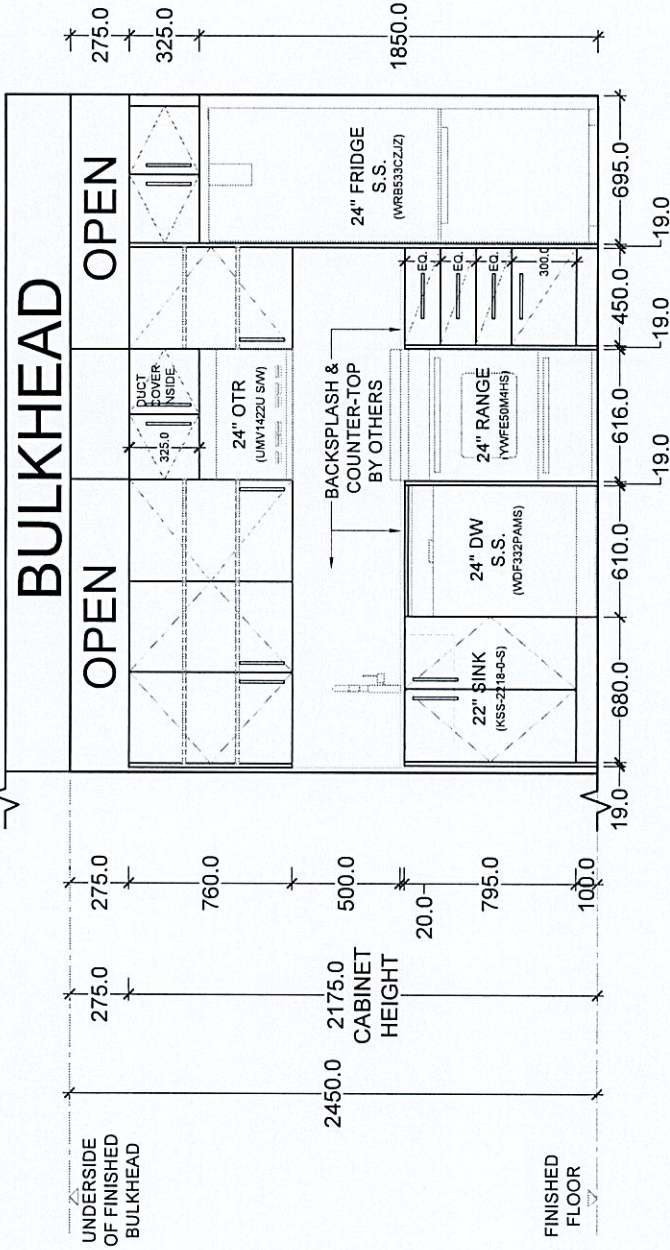 BULKHEAD
OPEN
OPEN
275.0
325.0
1850.0
DUCT
COVER
INSIDE
325.0
24" OTR
(UMV1422U S/W)
24" FRIDGE
S.S.
(WRB533CZJZ)
BACKSPLASH &
COUNTER-TOP
BY OTHERS
EQ.
EQ.
EQ.
300.0
24" RANGE
(YWFE50M4HS)
24" DW
S.S.
(WDF332PAMS)
22" SINK
(KSS-2218-0-S)
19.0
680.0
610.0
19.0
616.0
19.0
450.0
19.0
695.0
275.0
760.0
500.0
20.0
795.0
100.0
275.0
2175.0
CABINET
HEIGHT
2450.0
UNDERSIDE
OF FINISHED
BULKHEAD
FINISHED
FLOOR